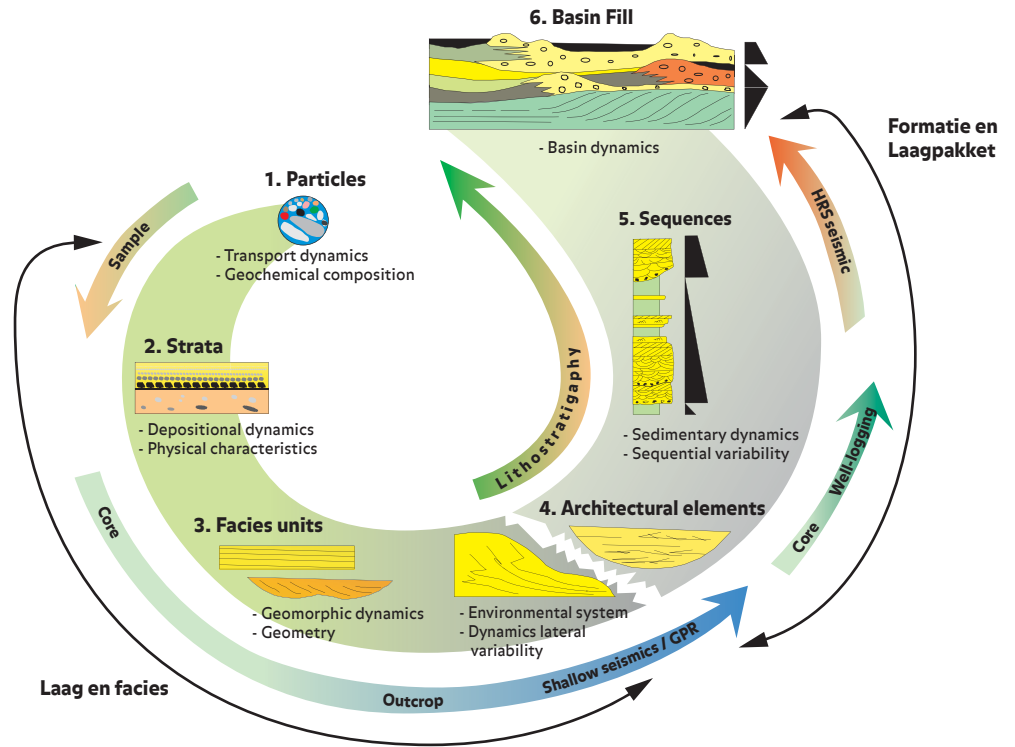 6. Basin Fill
- Basin dynamics
Formatie en
Laagpakket
1. Particles
- Transport dynamics
- Geochemical composition
Sample
5. Sequences
HRS seismic
2. Strata
- Depositional dynamics
- Physical characteristics
Lithostratigaphy
- Sedimentary dynamics
- Sequential variability
Core
Well-logging
Core
3. Facies units
- Geomorphic dynamics
- Geometry
4. Architectural elements
- Environmental system
- Dynamics lateral
variability
Laag en facies
Outcrop
Shallow seismics / GPR